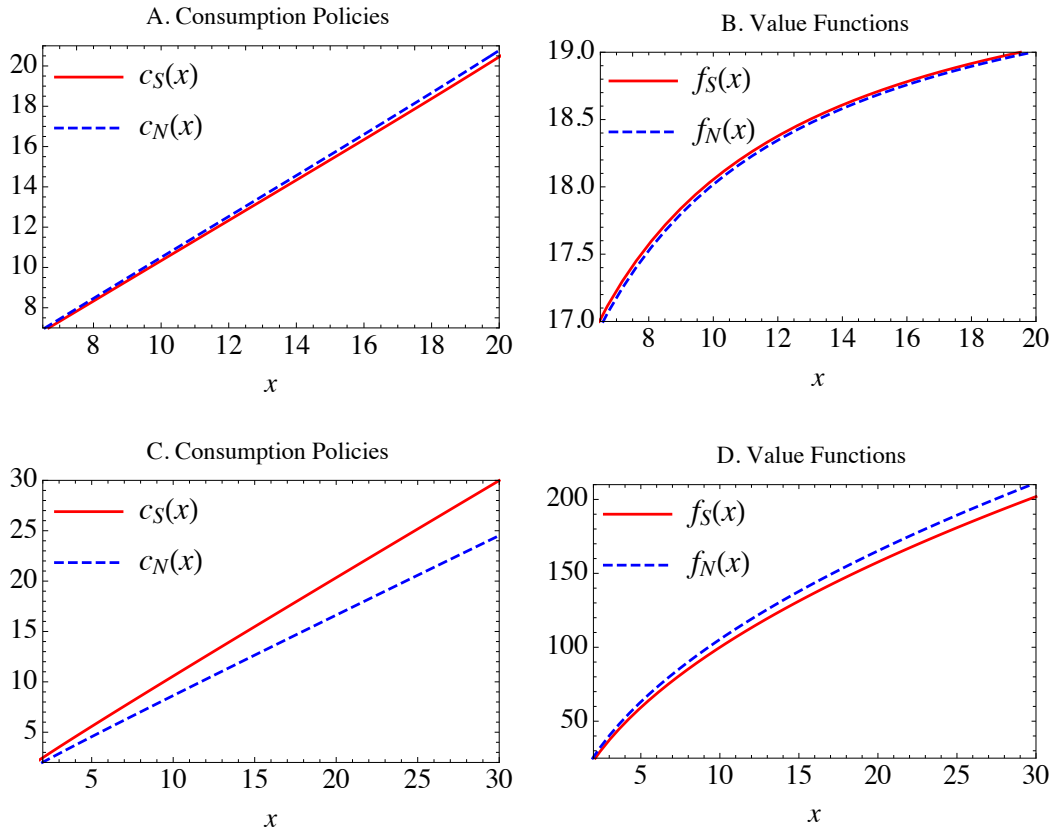 A. Consumption Policies
c_S(x)
c_N(x)
20
18
16
14
12
10
8
8 10 12 14 16 18 20
x
B. Value Functions
f_S(x)
f_N(x)
19.0
18.5
18.0
17.5
17.0
8 10 12 14 16 18 20
x
C. Consumption Policies
c_S(x)
c_N(x)
30
25
20
15
10
5
5 10 15 20 25 30
x
D. Value Functions
f_S(x)
f_N(x)
200
150
100
50
5 10 15 20 25 30
x